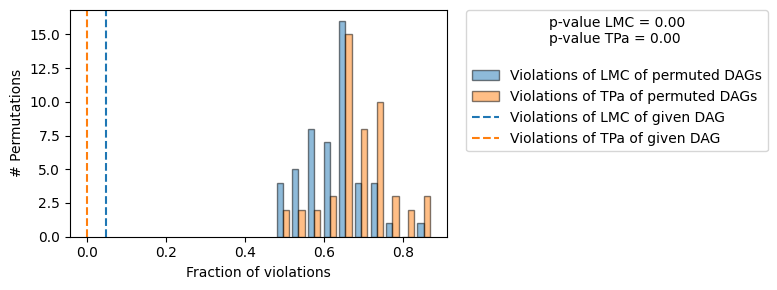 15.0
12.5
10.0
7.5
5.0
2.5
0.0
# Permutations
0.0 0.2 0.4 0.6 0.8
Fraction of violations
p-value LMC = 0.00
p-value TPa = 0.00
Violations of LMC of permuted DAGs
Violations of TPa of permuted DAGs
Violations of LMC of given DAG
Violations of TPa of given DAG